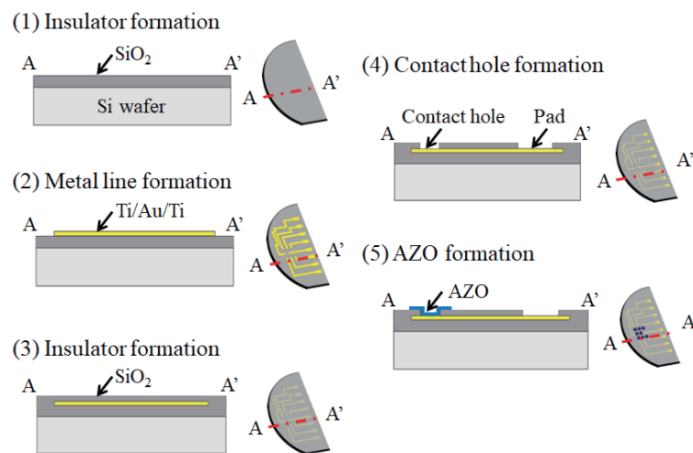 (1) Insulator formation
A
SiO₂
A'
Si wafer
A
A'
(2) Metal line formation
A
Ti/Au/Ti
A'
A
A'
(3) Insulator formation
A
SiO₂
A'
A
A'
(4) Contact hole formation
A
Contact hole
Pad
A'
A
A'
(5) AZO formation
A
AZO
A'
A
A